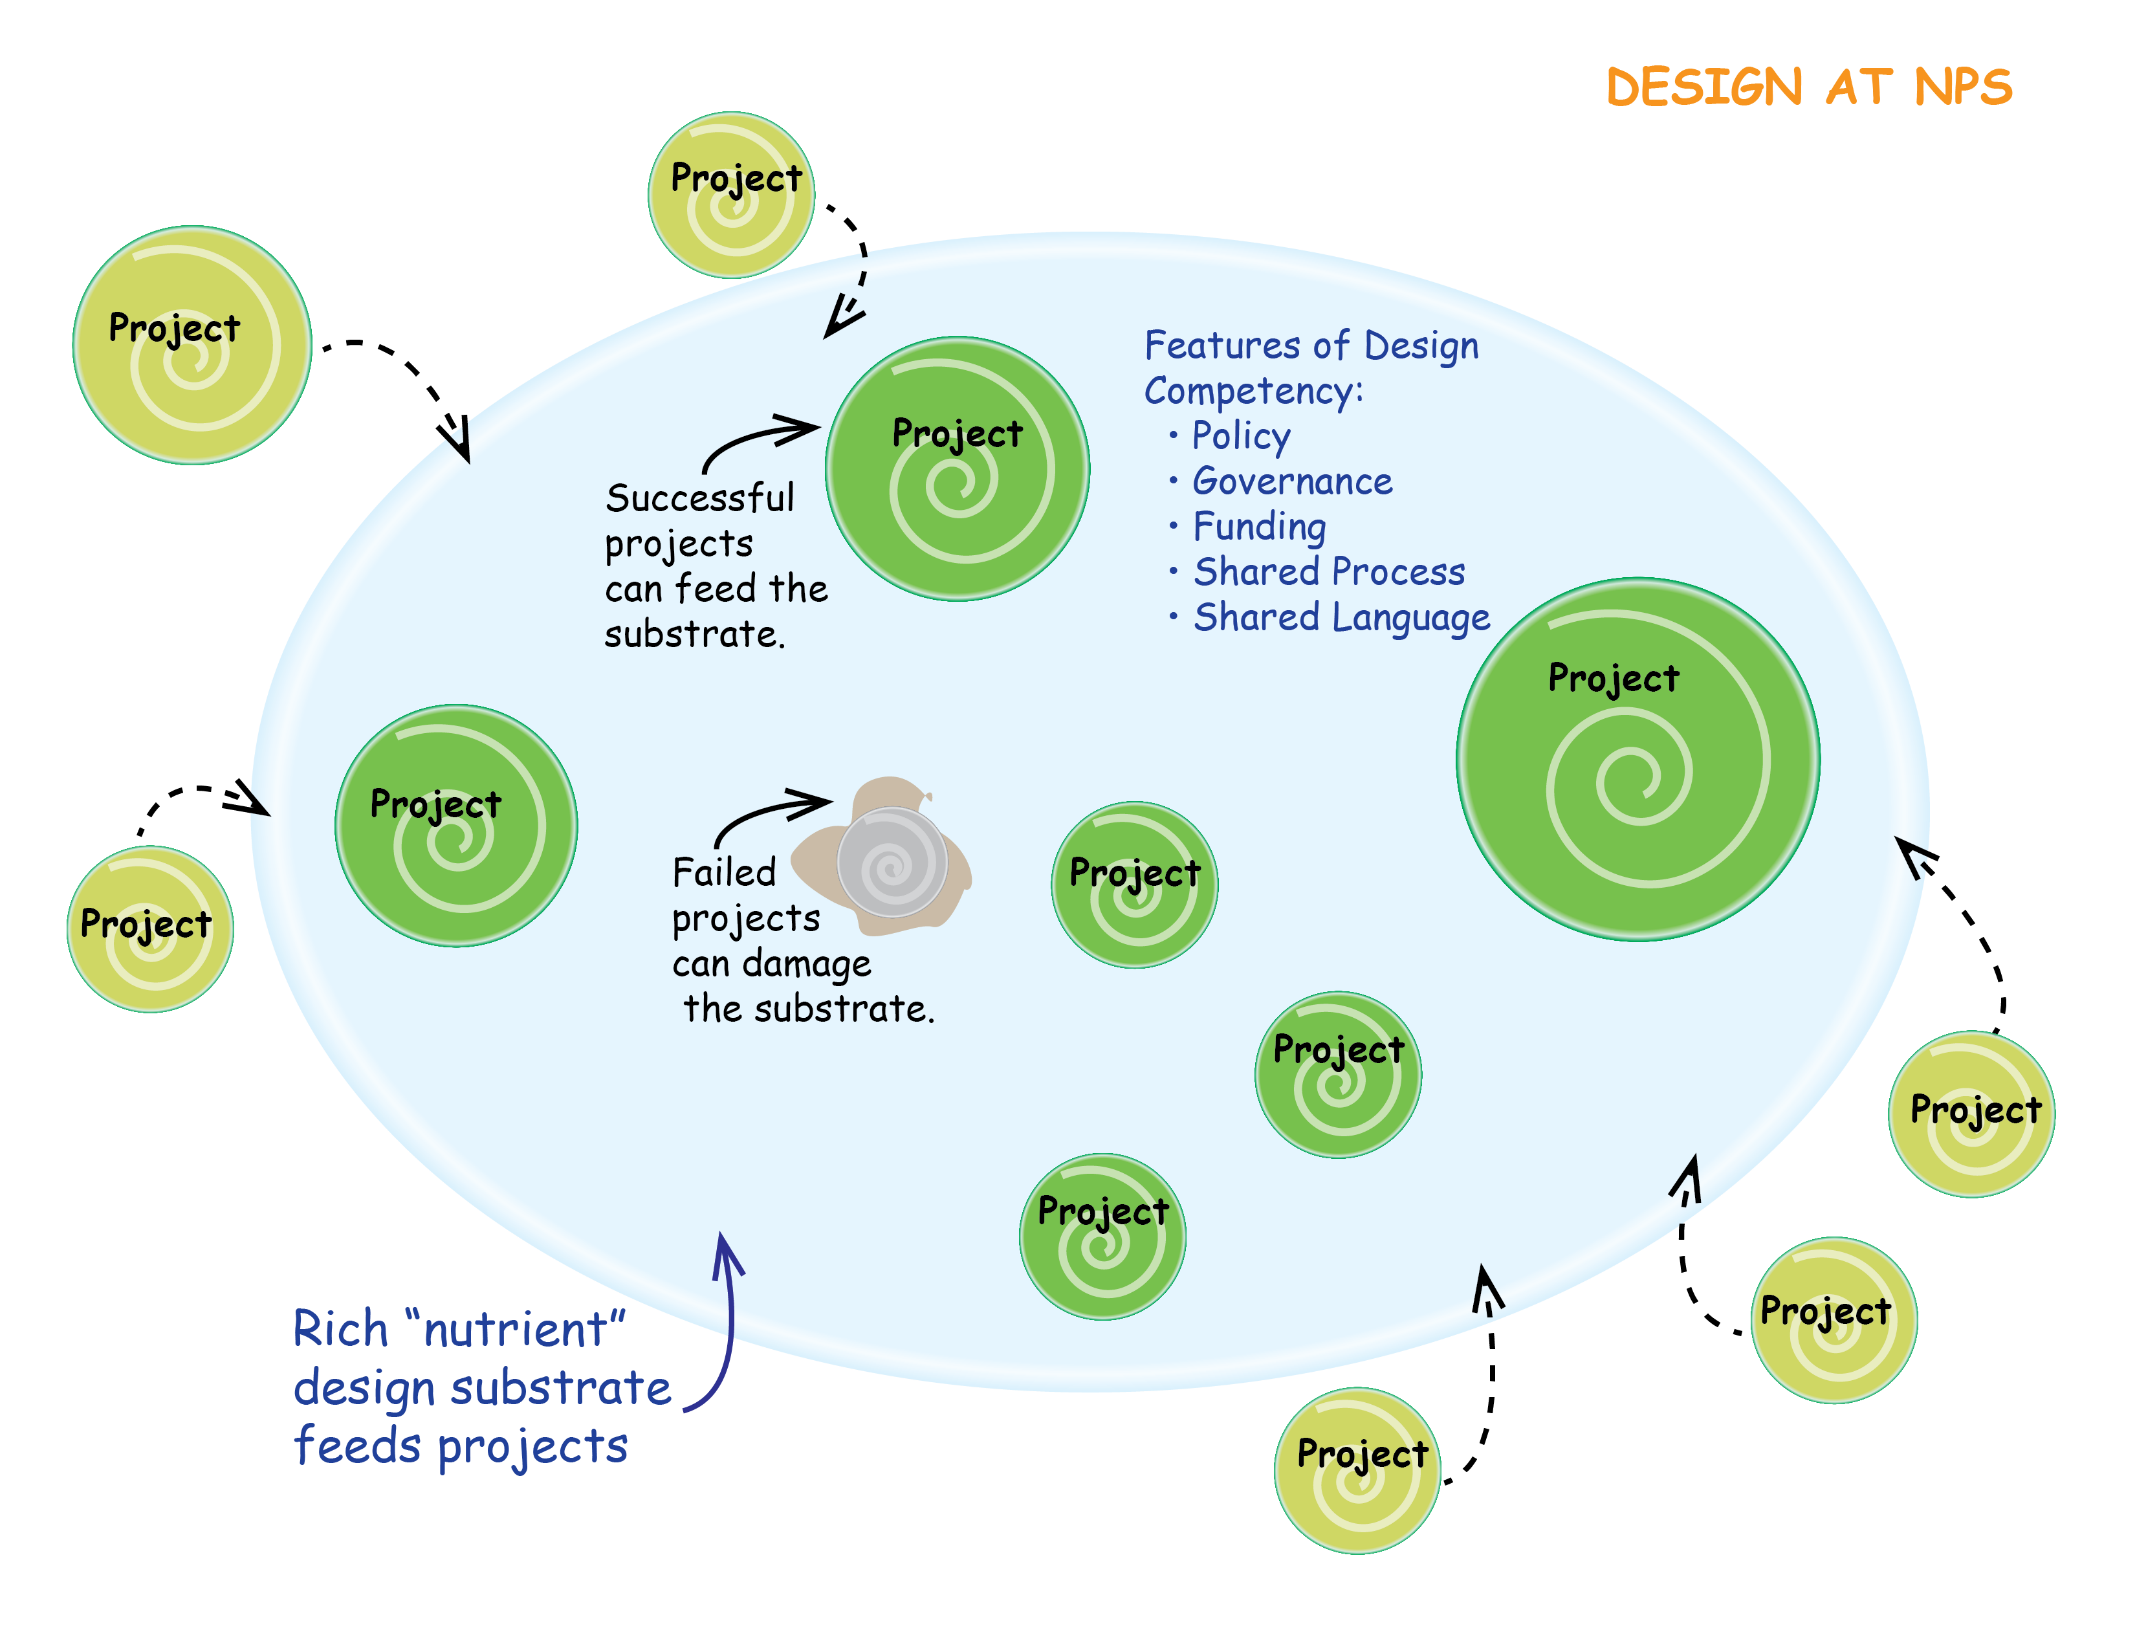 DESIGN AT NPS
Project
Project
Project
Features of Design
Competency:
• Policy
• Governance
• Funding
• Shared Process
• Shared Language
Successful
projects
can feed the
substrate.
Project
Project
Project
Failed
projects
can damage
the substrate.
Project
Project
Project
Project
Project
Rich “nutrient”
design substrate
feeds projects
Project
Project